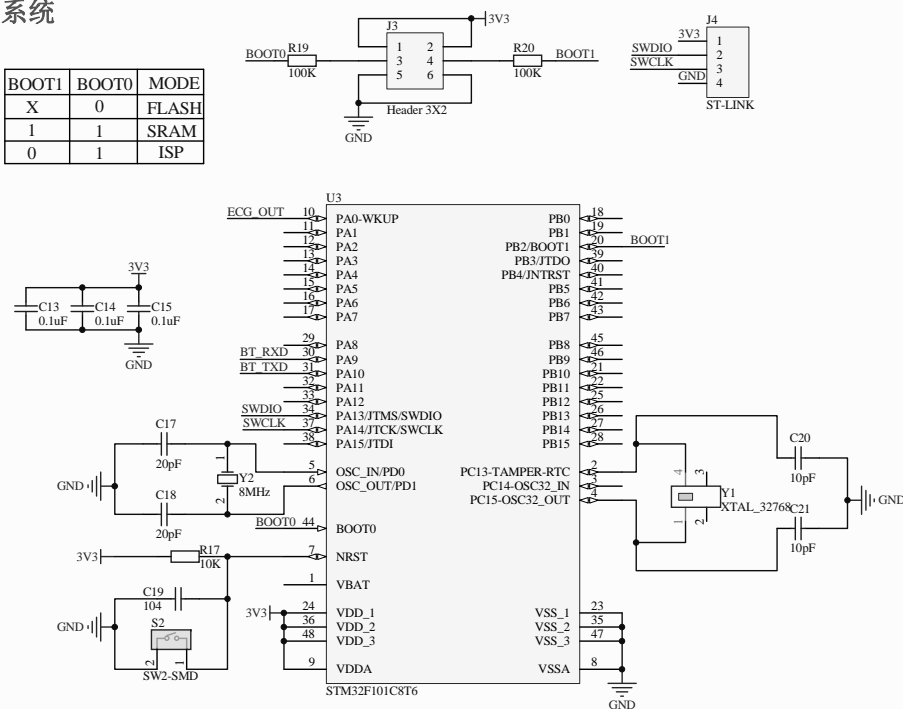 系统
BOOT1 BOOT0 MODE
X 0 FLASH
1 1 SRAM
0 1 ISP
J3
3V3
BOOT0 R19 1 2 R20 BOOT1
100K 3 4 100K
5 6
Header 3X2
GND
J4
3V3 1
SWDIO 2
SWCLK 3
GND 4
ST-LINK
3V3
C13 C14 C15
0.1uF 0.1uF 0.1uF
GND
U3
ECG_OUT 10 PA0-WKUP
11 PA1
12 PA2
13 PA3
14 PA4
15 PA5
16 PA6
17 PA7
29 PA8
BT_RXD 30 PA9
BT_TXD 31 PA10
32 PA11
33 PA12
SWDIO 34 PA13/JTMS/SWDIO
SWCLK 37 PA14/JTCK/SWCLK
38 PA15/JTDI
5 OSC_IN/PD0
6 OSC_OUT/PD1
BOOT0 44 BOOT0
7 NRST
1 VBAT
3V3 24 VDD_1
36 VDD_2
48 VDD_3
9 VDDA
STM32F101C8T6
PB0 18
PB1 19
PB2/BOOT1 20 BOOT1
PB3/JTDO 39
PB4/JNTRST 40
PB5 41
PB6 42
PB7 43
PB8 45
PB9 46
PB10 21
PB11 22
PB12 25
PB13 26
PB14 27
PB15 28
PC13-TAMPER-RTC 2
PC14-OSC32_IN 3
PC15-OSC32_OUT 4
VSS_1 23
VSS_2 35
VSS_3 47
VSSA 8
GND
C17
20pF
GND
1
Y2
8MHz
2
C18
20pF
3V3 R17
10K
C19
104
GND
S2
2 1
SW2-SMD
C20
10pF
4 3
Y1
XTAL_32768
1 2
C21
10pF
GND